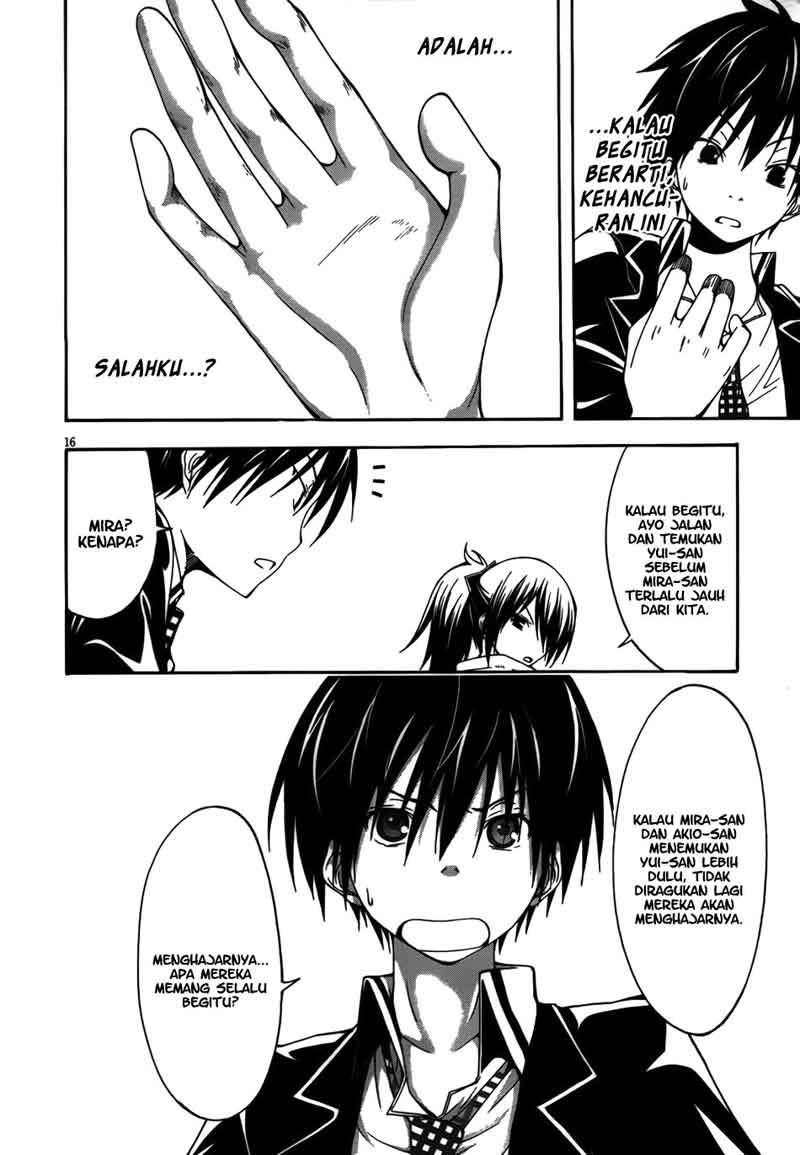 ...KALAU
BEGITU
BERARTI,
KEHANCU-
RAN INI
ADALAH...
SALAHKU...?
16
KALAU BEGITU,
AYO JALAN
DAN TEMUKAN
YUI-SAN
SEBELUM
MIRA-SAN
TERLALU JAUH
DARI KITA.
MIRA?
KENAPA?
KALAU MIRA-SAN
DAN AKIO-SAN
MENEMUKAN
YUI-SAN LEBIH
DULU, TIDAK
DIRAGUKAN LAGI
MEREKA AKAN
MENGHAJARNYA.
MENGHAJARNYA...
APA MEREKA
MEMANG SELALU
BEGITU?